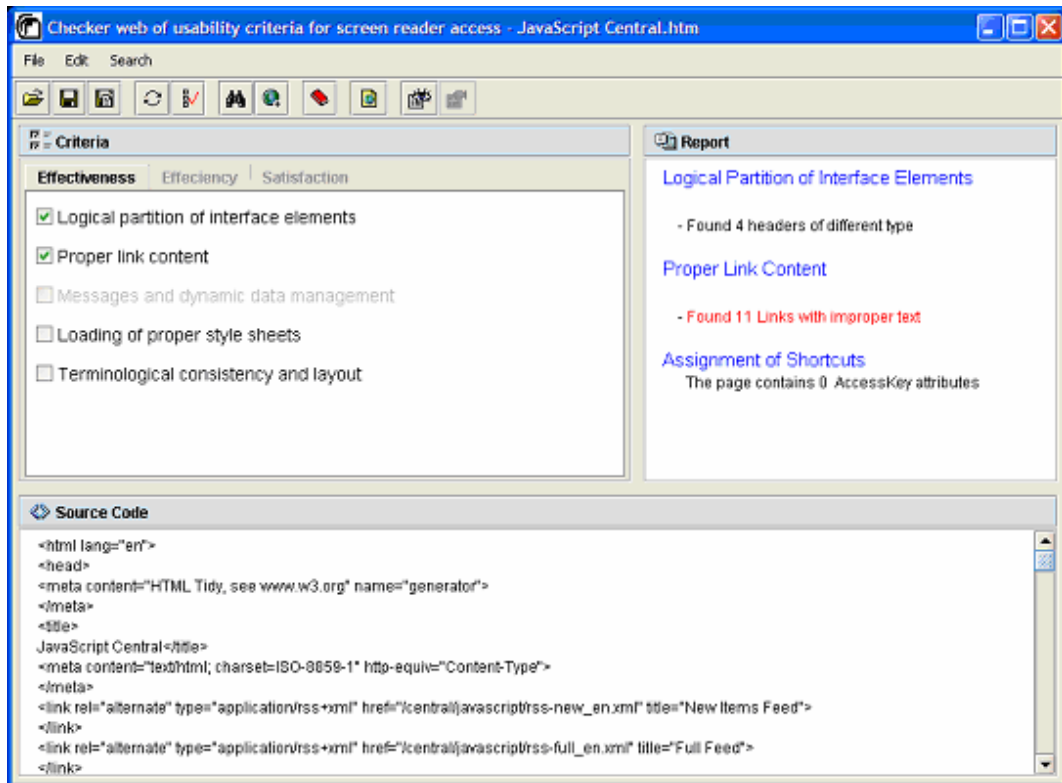 Checker web of usability criteria for screen reader access - JavaScript Central.htm
File Edit Search
Criteria
Effectiveness Effeciency Satisfaction
Logical partition of interface elements
Proper link content
Messages and dynamic data management
Loading of proper style sheets
Terminological consistency and layout
Report
Logical Partition of Interface Elements
- Found 4 headers of different type
Proper Link Content
- Found 11 Links with improper text
Assignment of Shortcuts
The page contains 0 AccessKey attributes
Source Code
<html lang="en">
<head>
<meta content="HTML Tidy, see www.w3.org" name="generator">
</meta>
<title>
JavaScript Central</title>
<meta content="text/html; charset=ISO-8859-1" http-equiv="Content-Type">
</meta>
<link rel="alternate" type="application/rss+xml" href="/central/javascript/rss-new_en.xml" title="New Items Feed">
</link>
<link rel="alternate" type="application/rss+xml" href="/central/javascript/rss-full_en.xml" title="Full Feed">
</link>